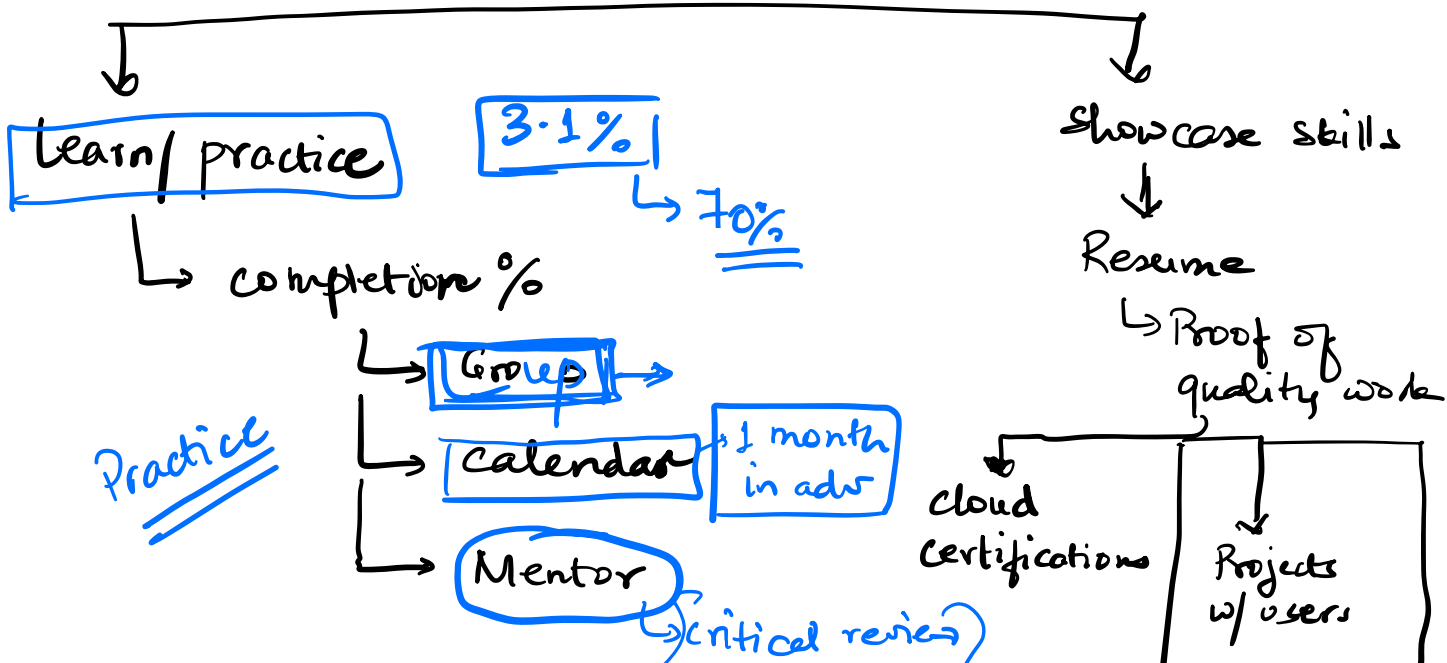 Learn/ practice
3.1%
70%
completion %
Group
Calendar
1 month
in adv
Mentor
(critical review)
Practice
Showcase skills
Resume
Proof of
quality work
cloud
certifications
Projects
w/ users